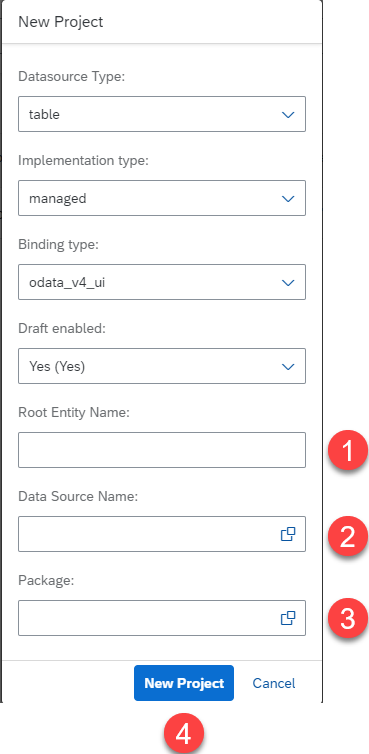 New Project
Datasource Type:
table
Implementation type:
managed
Binding type:
odata_v4_ui
Draft enabled:
Yes (Yes)
Root Entity Name:
1
Data Source Name:
2
Package:
3
New Project Cancel
4